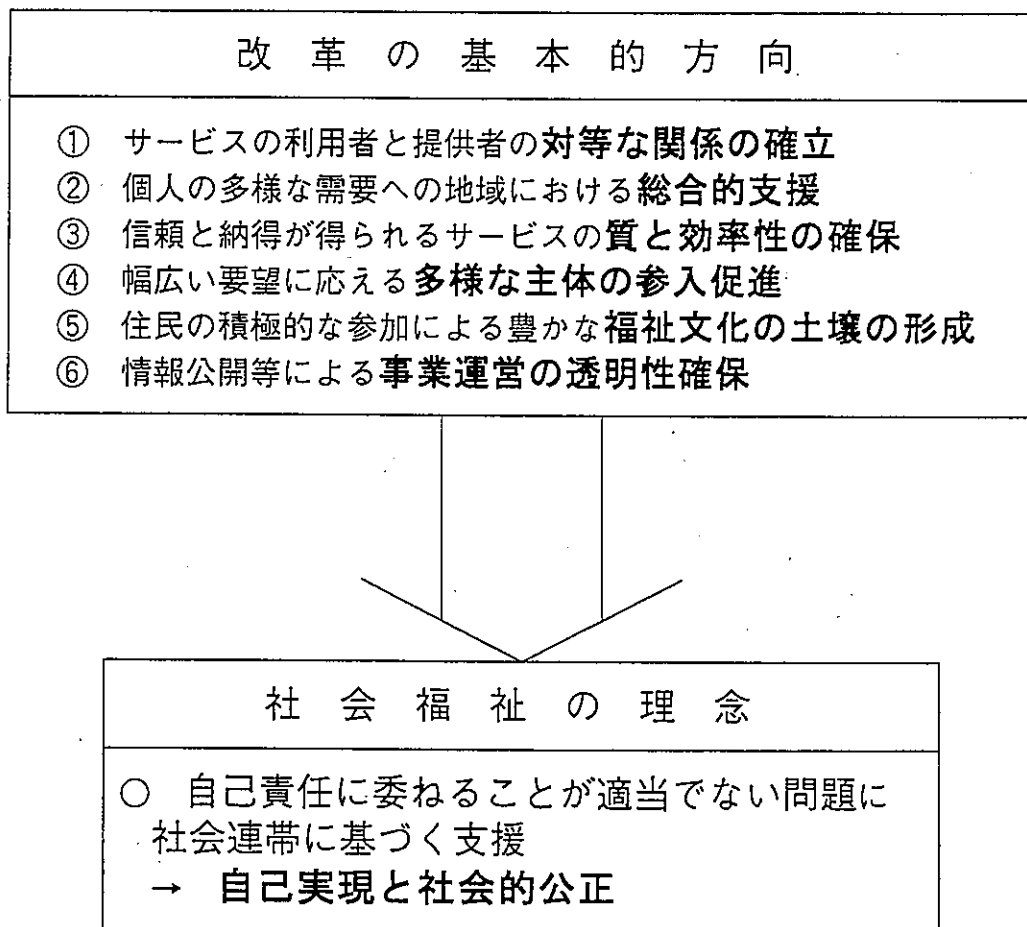 改革の基本的方向
① サービスの利用者と提供者の対等な関係の確立
② 個人の多様な需要への地域における総合的支援
③ 信頼と納得が得られるサービスの質と効率性の確保
④ 幅広い要望に応える多様な主体の参入促進
⑤ 住民の積極的な参加による豊かな福祉文化の土壌の形成
⑥ 情報公開等による事業運営の透明性確保
社会福祉の理念
○ 自己責任に委ねることが適当でない問題に
社会連帯に基づく支援
→ 自己実現と社会的公正